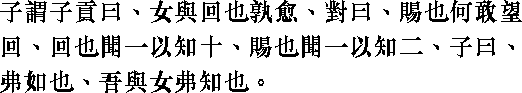 子謂子貢曰、女與回也孰愈、對曰、賜也何敢望
回、回也聞一以知十、賜也聞一以知二、子曰、
弗如也、吾與女弗知也。